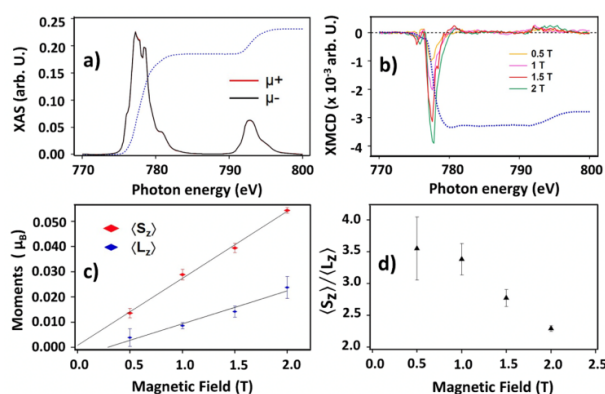 0.25
0.20
0.15
0.10
0.05
0.00
XAS (arb. U.)
a)
μ+
μ-
770
780
790
800
Photon energy (eV)
0
-1
-2
-3
-4
XMCD (x 10-³ arb. U.)
b)
0.5 T
1 T
1.5 T
2 T
770
780
790
800
Photon energy (eV)
0.050
0.040
0.030
0.020
0.010
0.000
Moments ( μB)
⟨Sz⟩
⟨Lz⟩
c)
0.0
0.5
1.0
1.5
2.0
Magnetic Field (T)
4.0
3.5
3.0
2.5
2.0
⟨Sz⟩/⟨Lz⟩
d)
0.0
0.5
1.0
1.5
2.0
2.5
Magnetic Field (T)